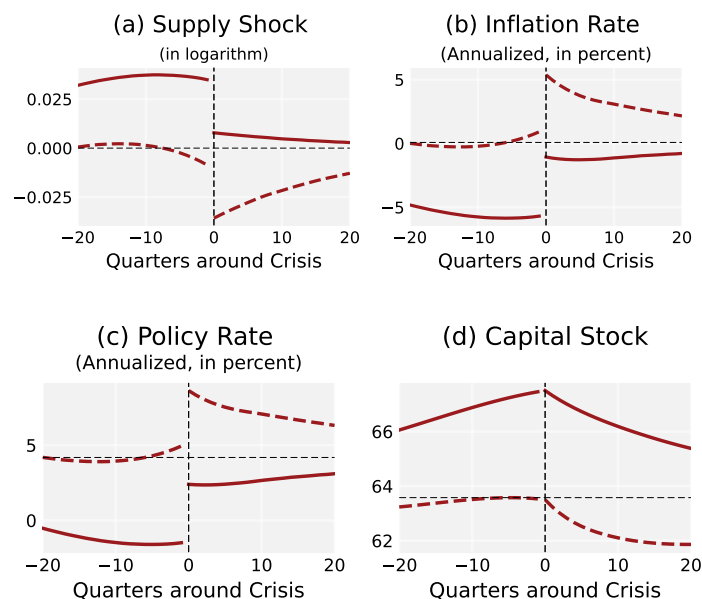 (a) Supply Shock
(in logarithm)
0.025
0.000
−0.025
−20
−10
0
10
20
Quarters around Crisis
(b) Inflation Rate
(Annualized, in percent)
5
0
−5
−20
−10
0
10
20
Quarters around Crisis
(c) Policy Rate
(Annualized, in percent)
5
0
−20
−10
0
10
20
Quarters around Crisis
(d) Capital Stock
66
64
62
−20
−10
0
10
20
Quarters around Crisis